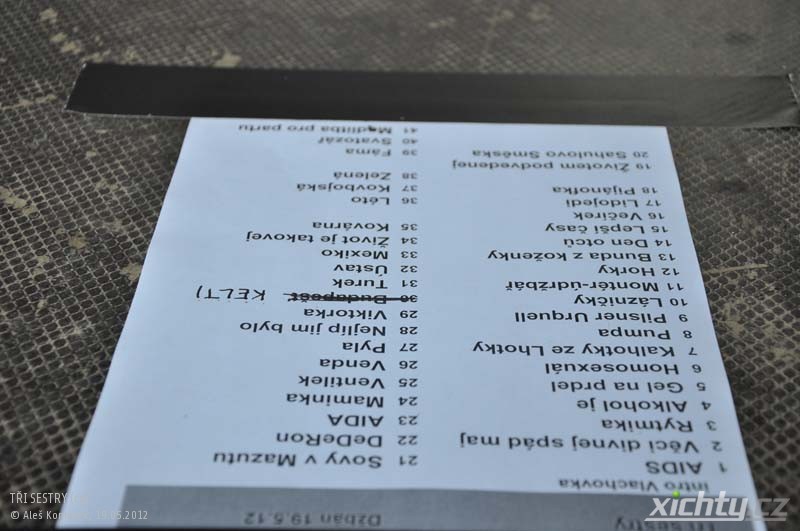 Tři sestry
Džbán 19.5.12
intro Vlachovka
1 AIDS
2 Věci divnej spád maj
3 Rytmika
4 Alkohol je
5 Gel na prdel
6 Homosexuál
7 Kalhotky ze Lhotky
8 Pumpa
9 Pilsner Urquell
10 Lázničky
11 Montér-údržbář
12 Horky
13 Bunda z koženky
14 Den otců
15 Lepší časy
16 Večírek
17 Lidojedi
18 Pijánofka
19 Životem podvedenej
20 Sahulovo Směska
21 Sovy v Mazutu
22 DeDeRon
23 AIDA
24 Maminka
25 Ventilek
26 Venda
27 Pyla
28 Nejlíp jim bylo
29 Viktorka
30 Budapešť KELTI
31 Turek
32 Ústav
33 Mexiko
34 Život je takovej
35 Kovárna
36 Léto
37 Kovbojská
38 Zelená
39 Fáma
40 Svatozář
41 Modlitba pro partu
TŘI SESTRY
© Aleš Kor 19.05.2012
xichty.cz